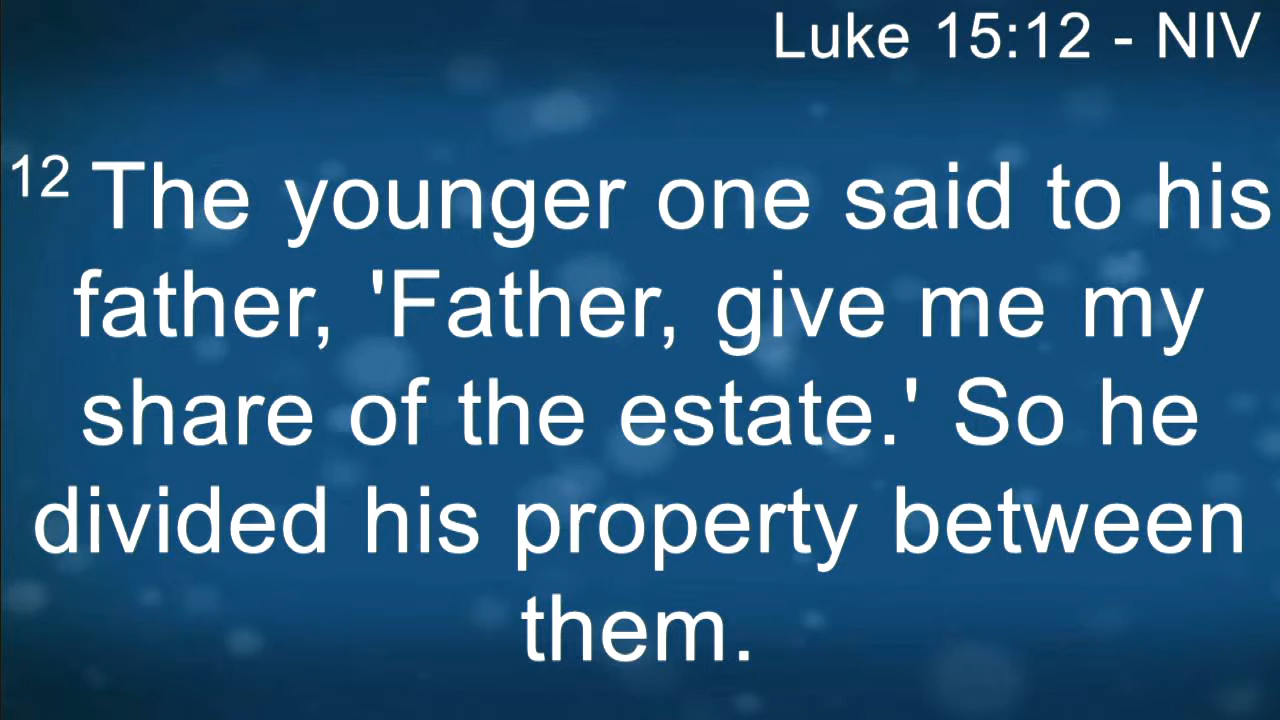 Luke 15:12 - NIV
12 The younger one said to his
father, 'Father, give me my
share of the estate.' So he
divided his property between
them.